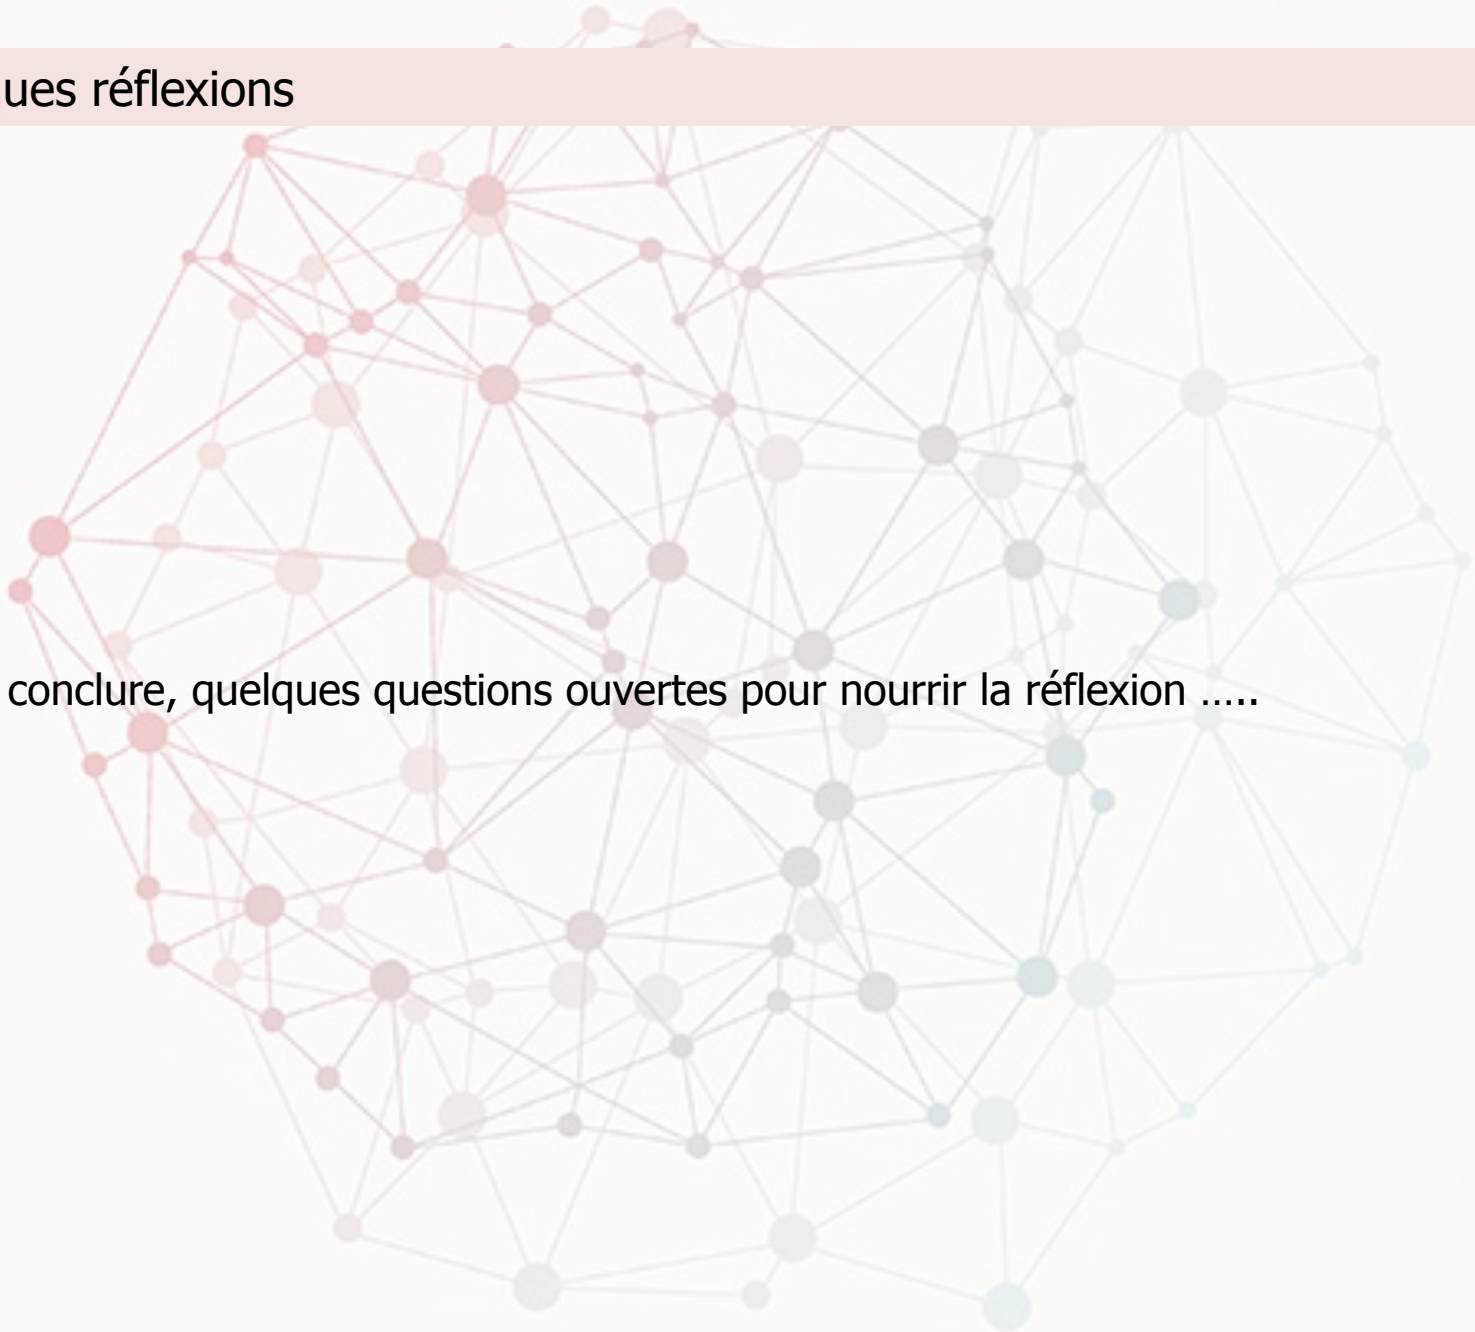 ues réflexions
conclure, quelques questions ouvertes pour nourrir la réflexion …..